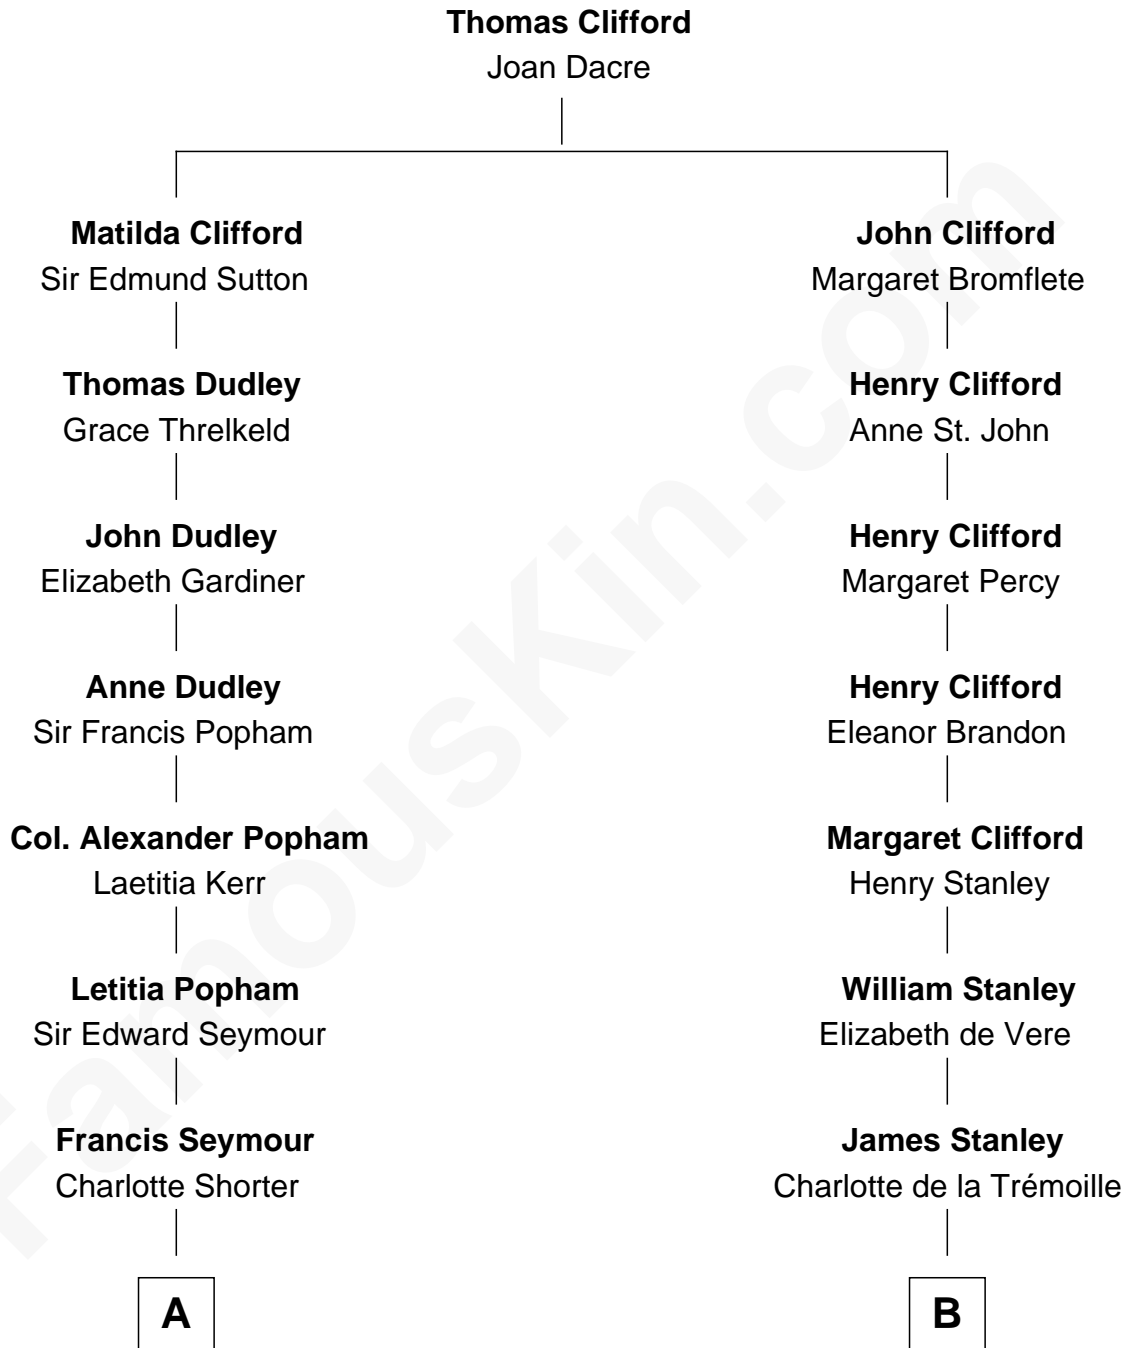 Thomas Clifford
Joan Dacre
Matilda Clifford
Sir Edmund Sutton
John Clifford
Margaret Bromflete
Thomas Dudley
Grace Threlkeld
Henry Clifford
Anne St. John
John Dudley
Elizabeth Gardiner
Henry Clifford
Margaret Percy
Anne Dudley
Sir Francis Popham
Henry Clifford
Eleanor Brandon
Col. Alexander Popham
Laetitia Kerr
Margaret Clifford
Henry Stanley
Letitia Popham
Sir Edward Seymour
William Stanley
Elizabeth de Vere
Francis Seymour
Charlotte Shorter
James Stanley
Charlotte de la Trémoille
A
B
FamousKin.com